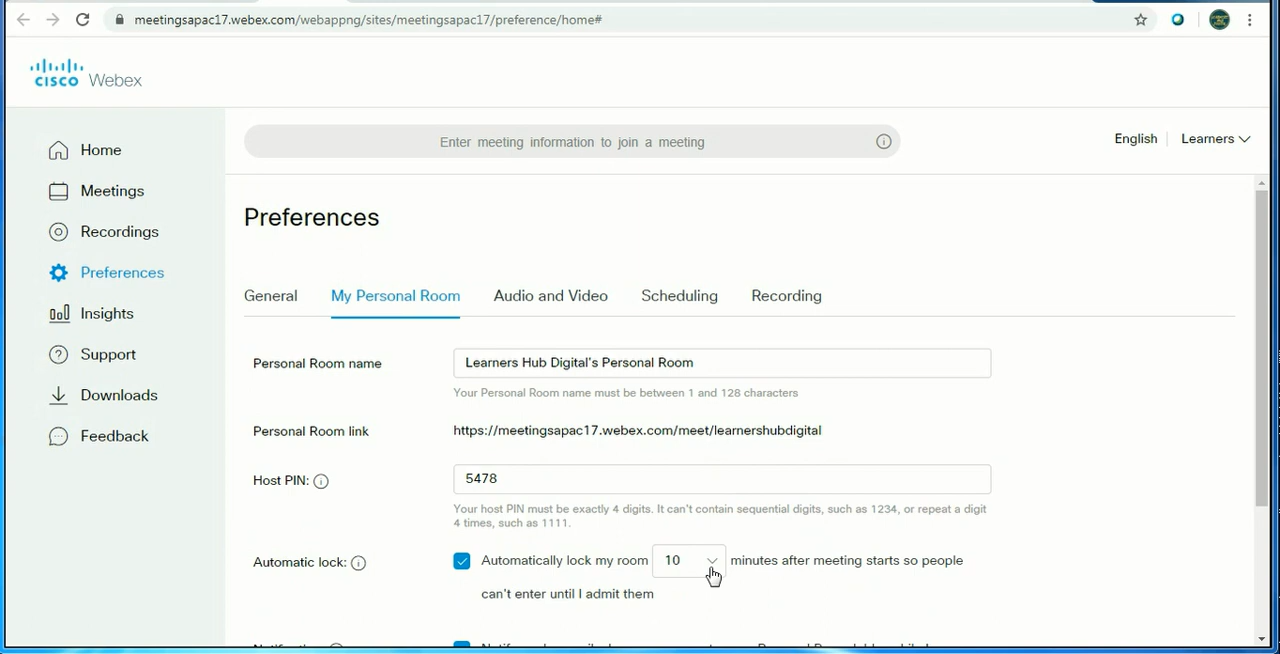 meetingsapac17.webex.com/webappng/sites/meetingsapac17/preference/home#
CISCO Webex
Enter meeting information to join a meeting
English
Learners
Home
Meetings
Recordings
Preferences
Insights
Support
Downloads
Feedback
Preferences
General
My Personal Room
Audio and Video
Scheduling
Recording
Personal Room name
Learners Hub Digital's Personal Room
Your Personal Room name must be between 1 and 128 characters
Personal Room link
https://meetingsapac17.webex.com/meet/learnershubdigital
Host PIN:
5478
Your host PIN must be exactly 4 digits. It can't contain sequential digits, such as 1234, or repeat a digit
4 times, such as 1111.
Automatic lock:
Automatically lock my room 10 minutes after meeting starts so people
can't enter until I admit them